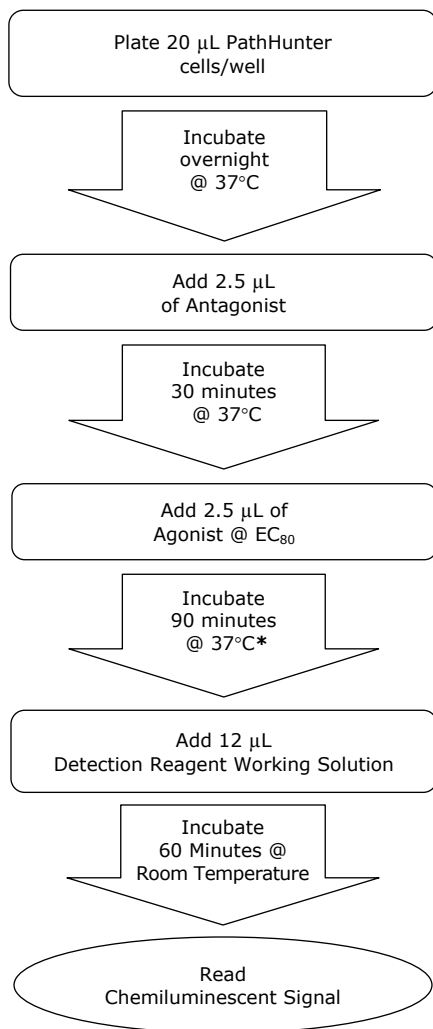 Plate 20 μL PathHunter
cells/well
Incubate
overnight
@ 37°C
Add 2.5 μL
of Antagonist
Incubate
30 minutes
@ 37°C
Add 2.5 μL of
Agonist @ EC₈₀
Incubate
90 minutes
@ 37°C*
Add 12 μL
Detection Reagent Working Solution
Incubate
60 Minutes @
Room Temperature
Read
Chemiluminescent Signal